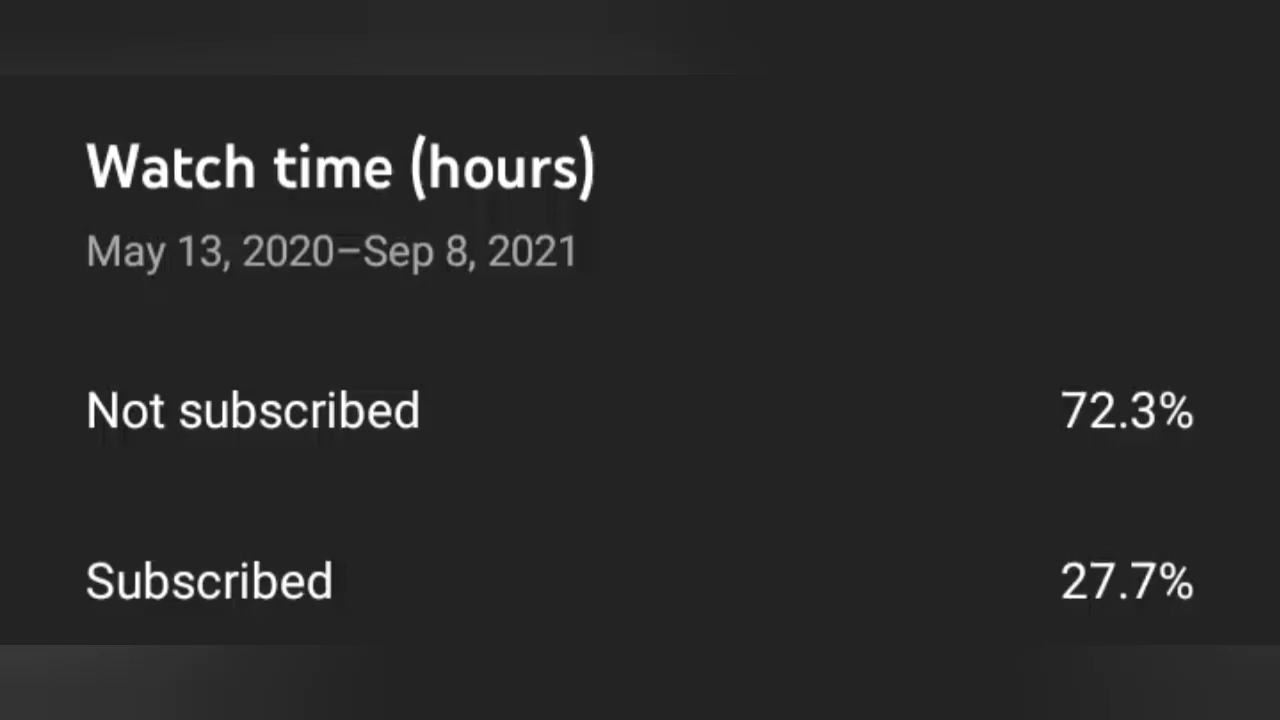 Watch time (hours)
May 13, 2020–Sep 8, 2021
Not subscribed 72.3%
Subscribed 27.7%